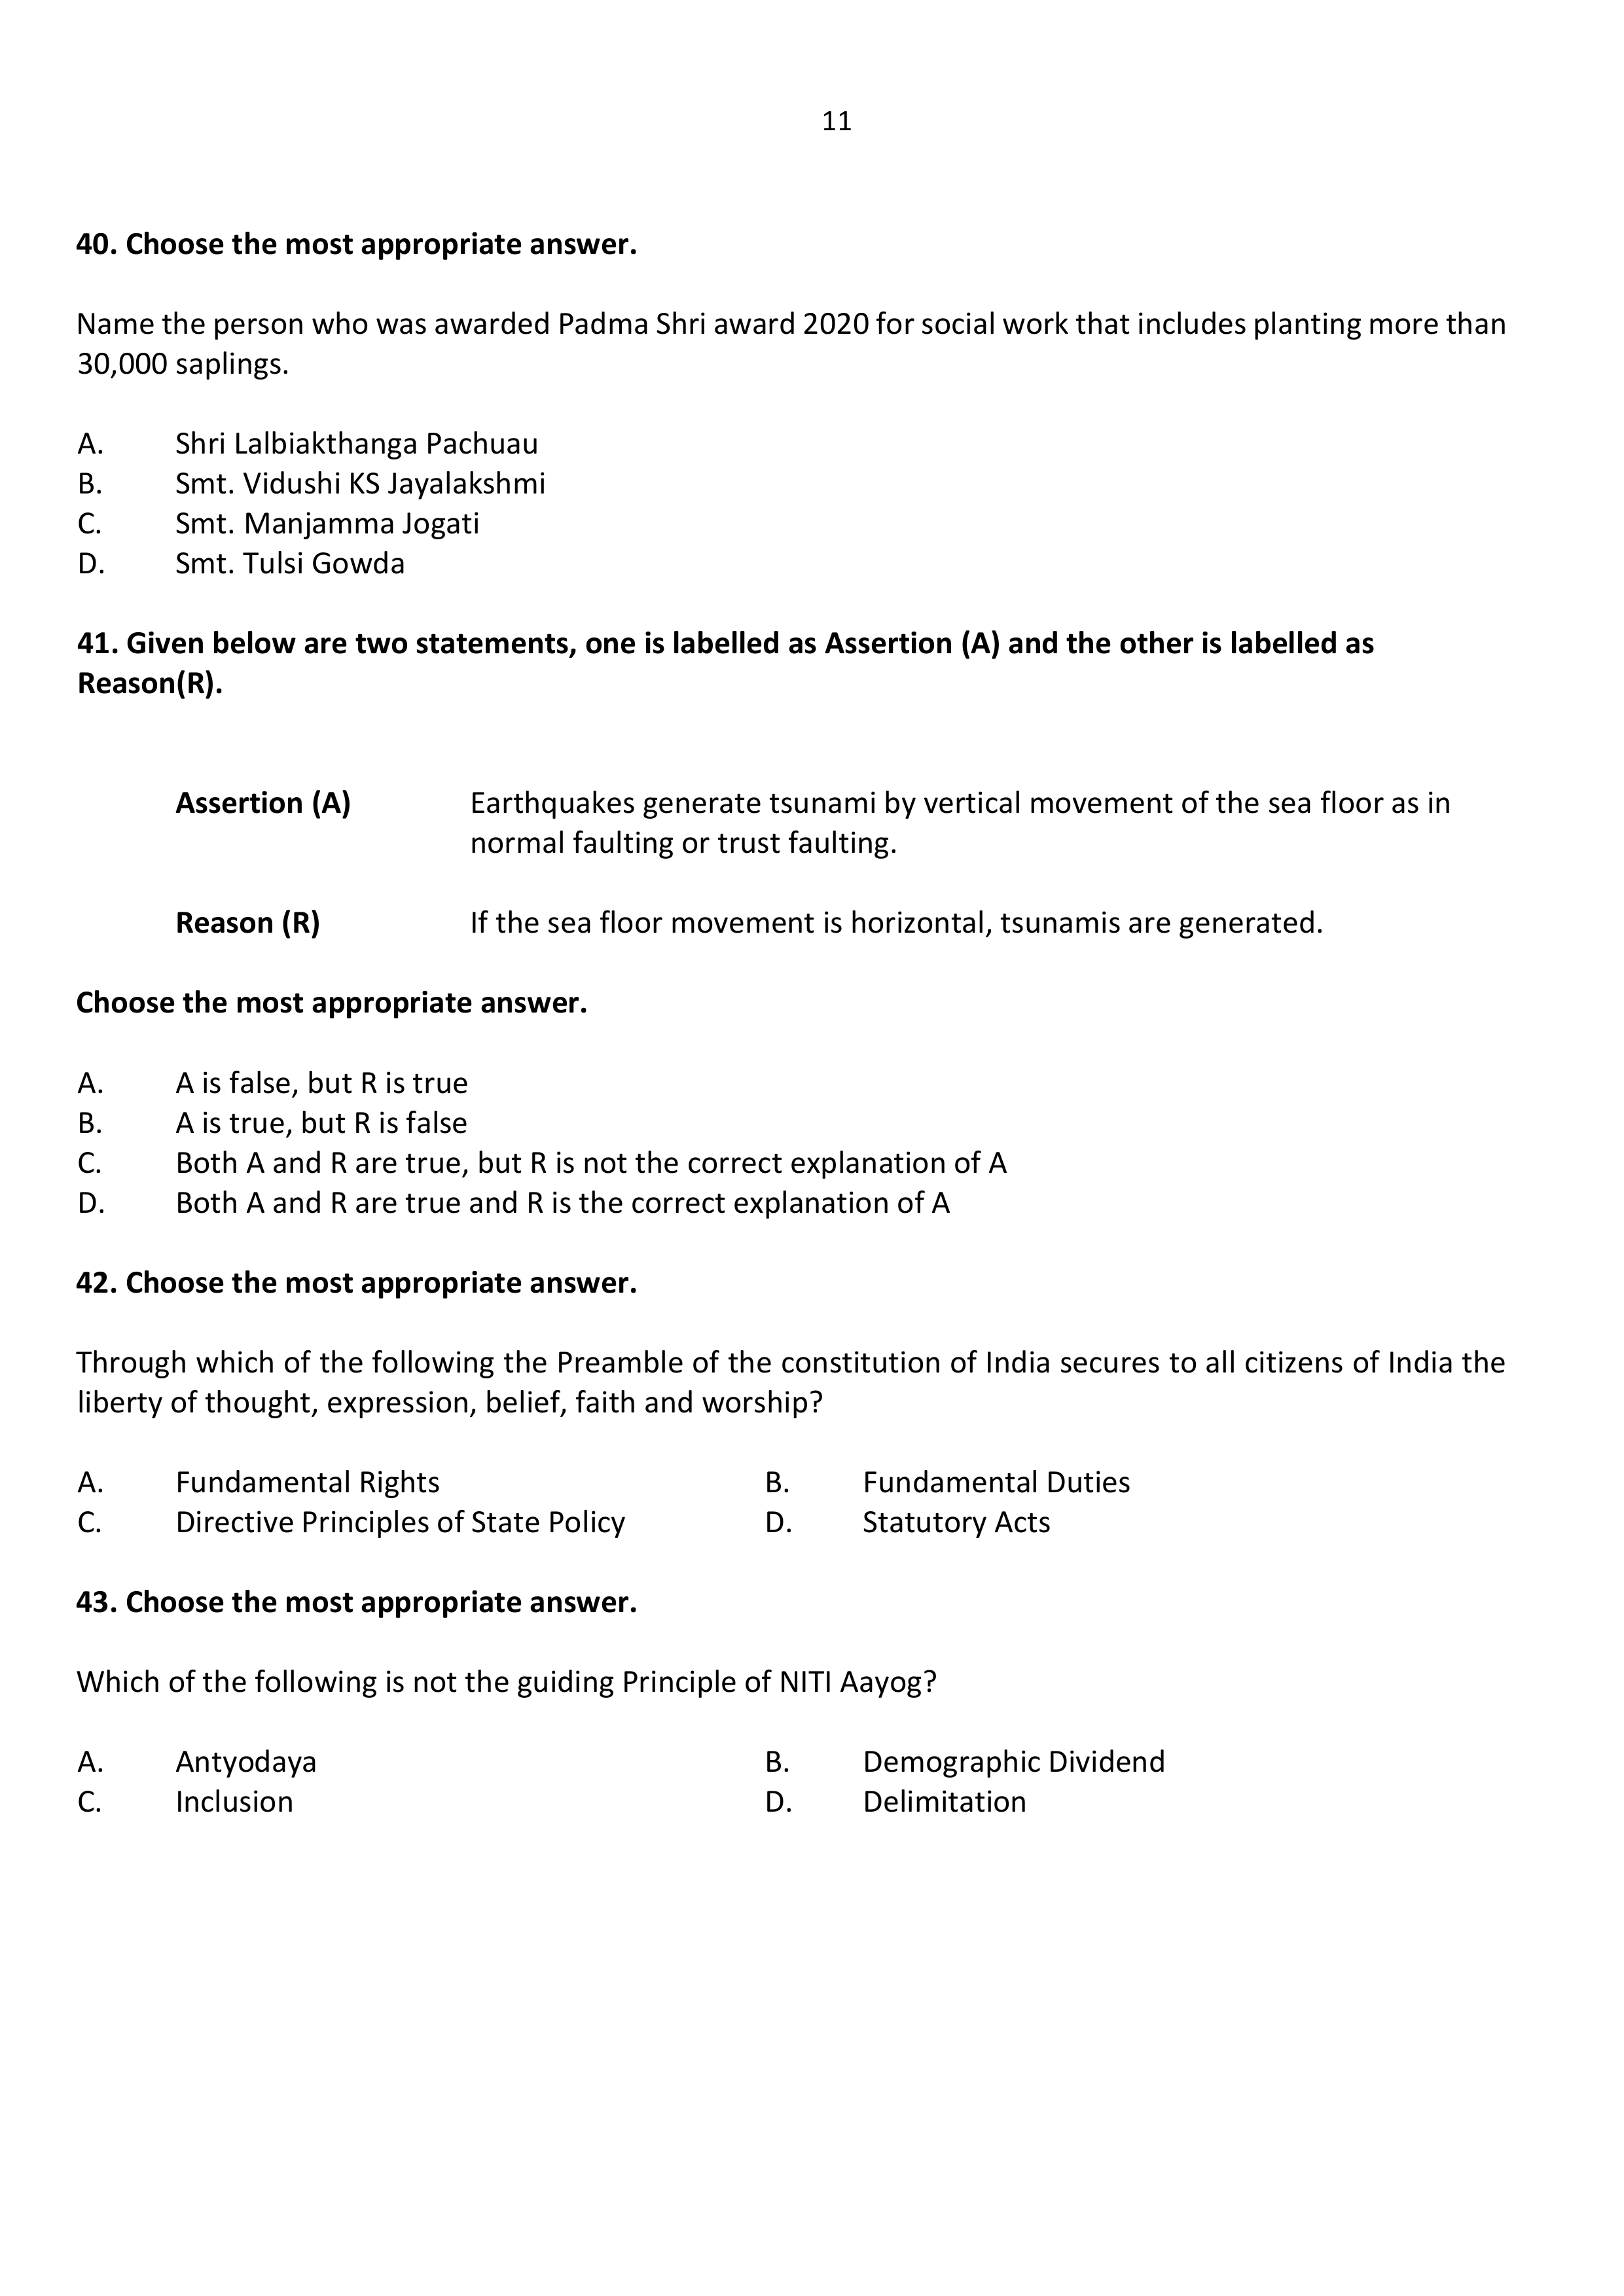 11
40. Choose the most appropriate answer.
Name the person who was awarded Padma Shri award 2020 for social work that includes planting more than
30,000 saplings.
A. Shri Lalbiakthanga Pachuau
B. Smt. Vidushi KS Jayalakshmi
C. Smt. Manjamma Jogati
D. Smt. Tulsi Gowda
41. Given below are two statements, one is labelled as Assertion (A) and the other is labelled as
Reason(R).
Assertion (A) Earthquakes generate tsunami by vertical movement of the sea floor as in
normal faulting or trust faulting.
Reason (R) If the sea floor movement is horizontal, tsunamis are generated.
Choose the most appropriate answer.
A. A is false, but R is true
B. A is true, but R is false
C. Both A and R are true, but R is not the correct explanation of A
D. Both A and R are true and R is the correct explanation of A
42. Choose the most appropriate answer.
Through which of the following the Preamble of the constitution of India secures to all citizens of India the
liberty of thought, expression, belief, faith and worship?
A. Fundamental Rights B. Fundamental Duties
C. Directive Principles of State Policy D. Statutory Acts
43. Choose the most appropriate answer.
Which of the following is not the guiding Principle of NITI Aayog?
A. Antyodaya B. Demographic Dividend
C. Inclusion D. Delimitation